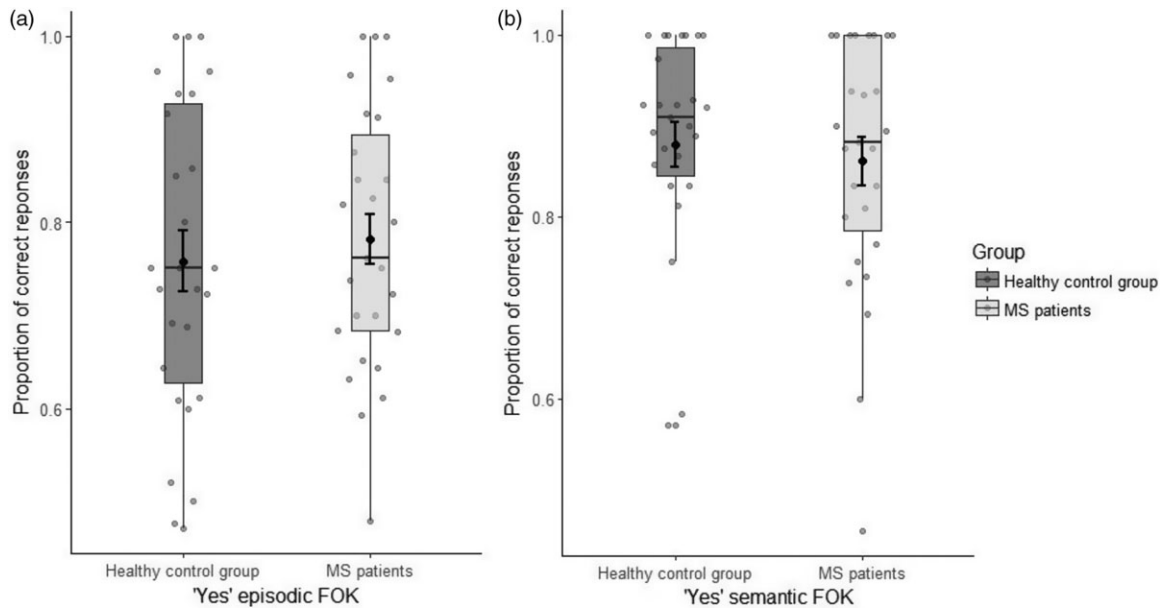 (a)
Proportion of correct reponses
1.0
0.8
0.6
Healthy control group
MS patients
'Yes' episodic FOK
(b)
Proportion of correct reponses
1.0
0.8
0.6
Healthy control group
MS patients
'Yes' semantic FOK
Group
Healthy control group
MS patients